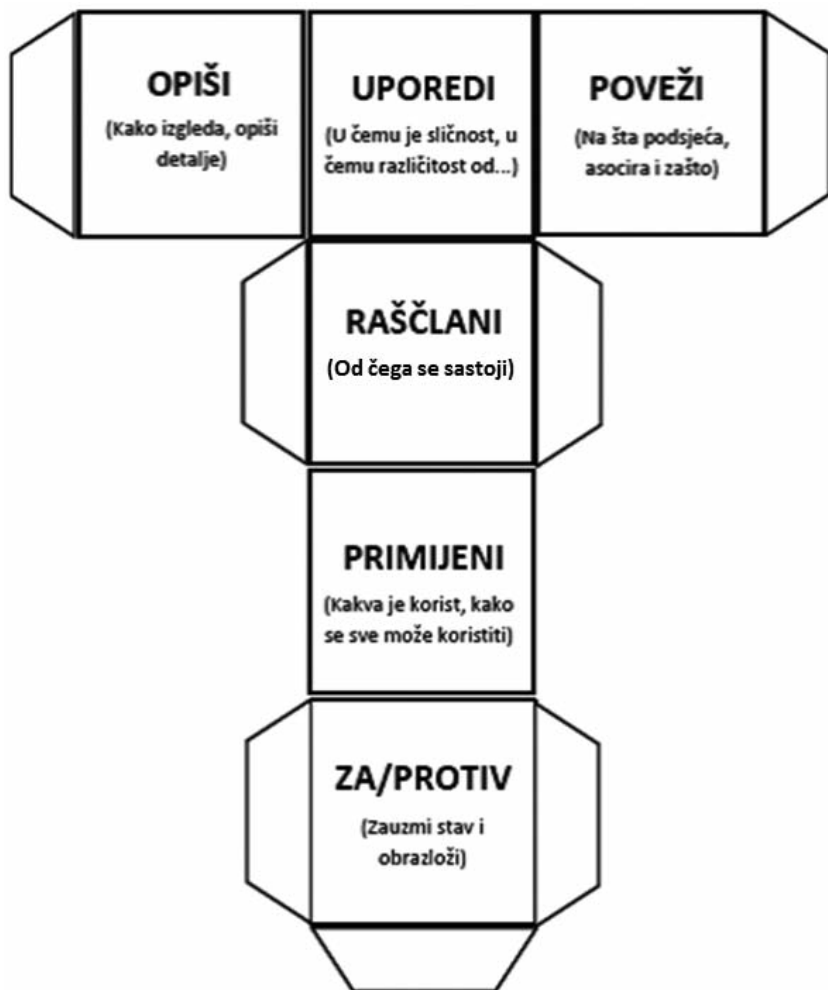 OPIŠI
(Kako izgleda, opiši
detalje)
UPOREDI
(U čemu je sličnost, u
čemu različitost od...)
POVEŽI
(Na šta podsjeća,
asocira i zašto)
RAŠČLANI
(Od čega se sastoji)
PRIMIJENI
(Kakva je korist, kako
se sve može koristiti)
ZA/PROTIV
(Zauzmi stav i
obrazloži)